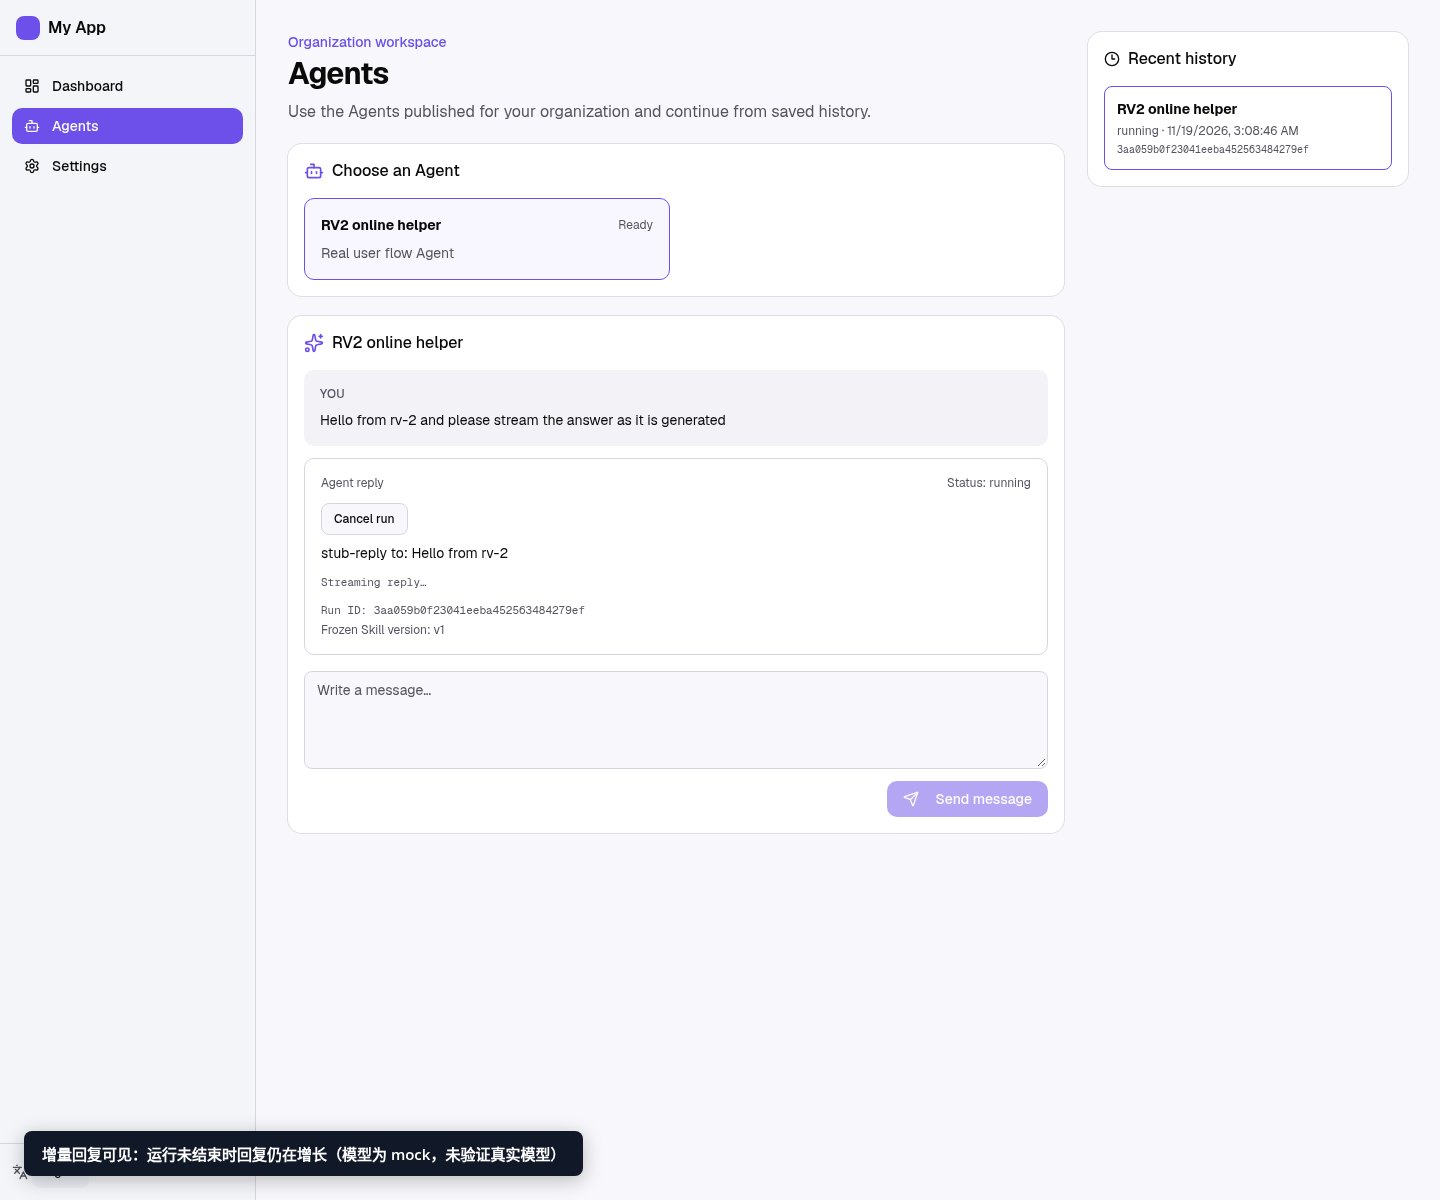 My App
Dashboard
Agents
Settings
Organization workspace
Agents
Use the Agents published for your organization and continue from saved history.
Choose an Agent
RV2 online helper
Ready
Real user flow Agent
RV2 online helper
YOU
Hello from rv-2 and please stream the answer as it is generated
Agent reply
Status: running
Cancel run
stub-reply to: Hello from rv-2
Streaming reply…
Run ID: 3aa059b0f23041eeba452563484279ef
Frozen Skill version: v1
Write a message…
Send message
Recent history
RV2 online helper
running · 11/19/2026, 3:08:46 AM
3aa059b0f23041eeba452563484279ef
增量回复可见：运行未结束时回复仍在增长（模型为 mock，未验证真实模型）